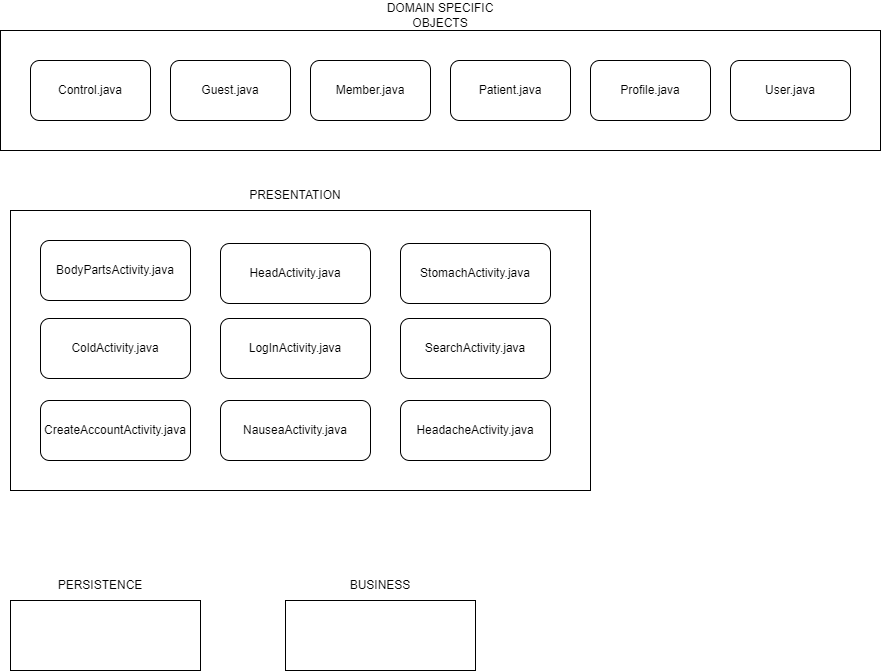 DOMAIN SPECIFIC
OBJECTS
Control.java
Guest.java
Member.java
Patient.java
Profile.java
User.java
PRESENTATION
BodyPartsActivity.java
HeadActivity.java
StomachActivity.java
ColdActivity.java
LogInActivity.java
SearchActivity.java
CreateAccountActivity.java
NauseaActivity.java
HeadacheActivity.java
PERSISTENCE
BUSINESS